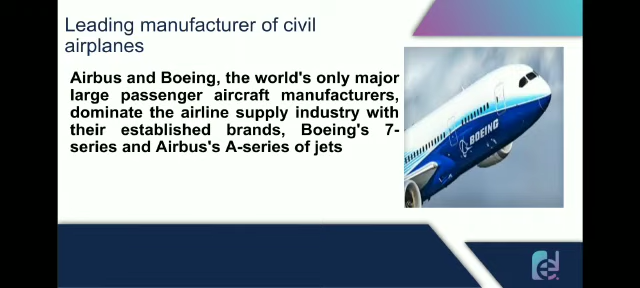 Leading manufacturer of civil
airplanes
Airbus and Boeing, the world's only major
large passenger aircraft manufacturers,
dominate the airline supply industry with
their established brands, Boeing's 7-
series and Airbus's A-series of jets
BOEING